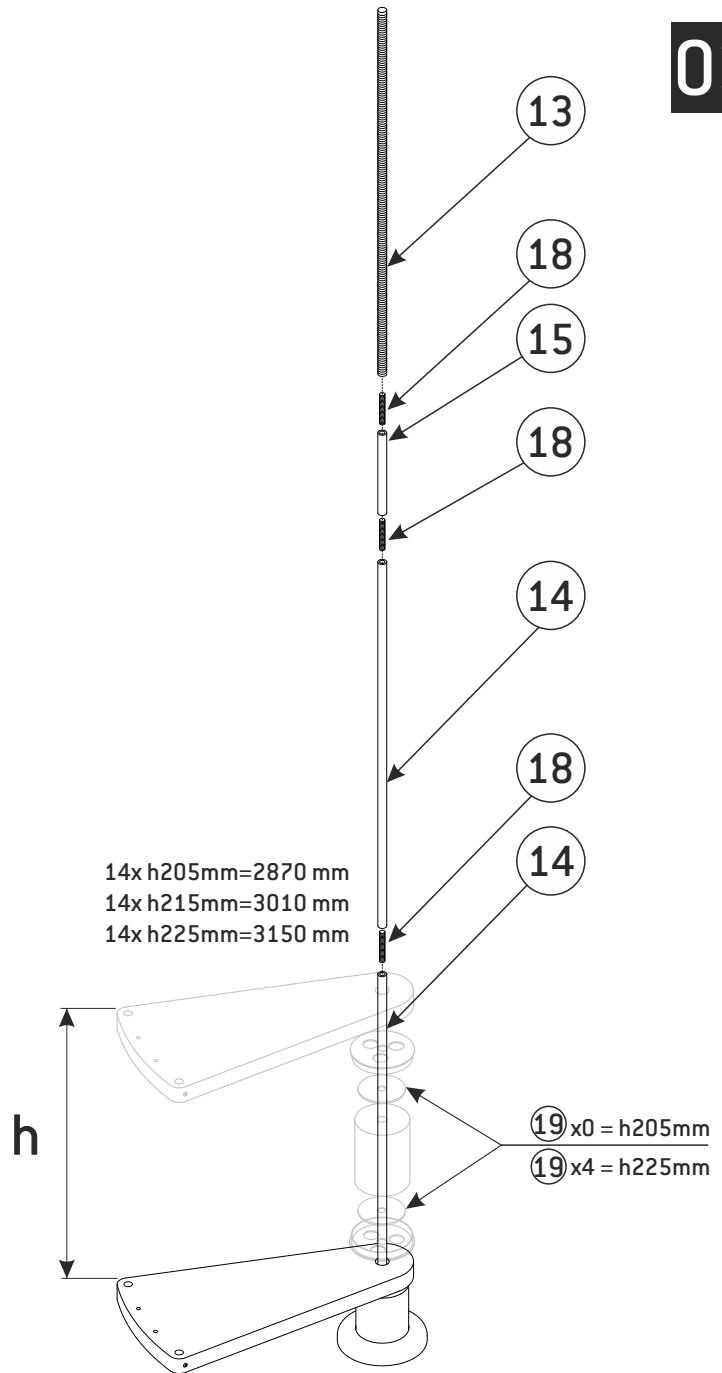 0
13
18
15
18
14
18
14x h205mm=2870 mm
14
14x h215mm=3010 mm
14x h225mm=3150 mm
h
19 x0 = h205mm
19 x4 = h225mm